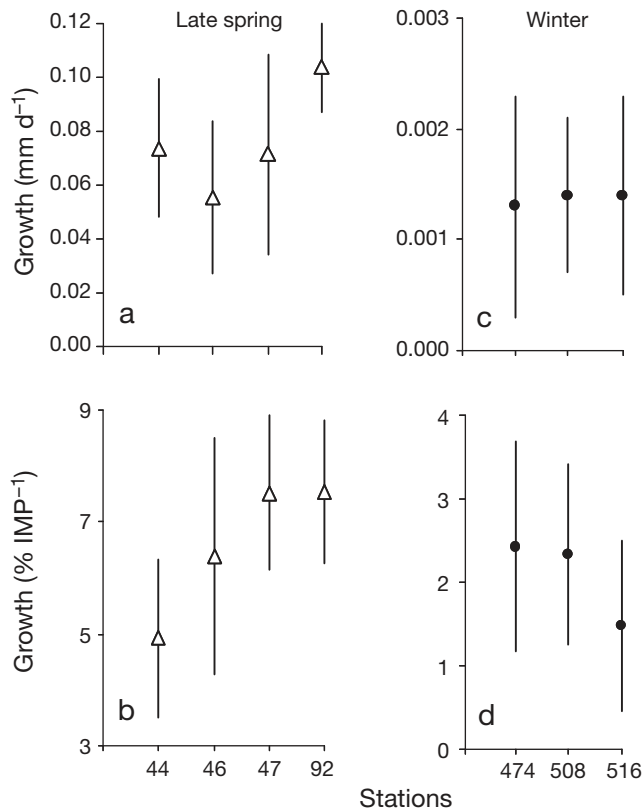 Late spring
Growth (mm d–1)
0.12
0.10
0.08
0.06
0.04
0.02
0.00
a
Winter
0.003
0.002
0.001
0.000
c
Growth (% IMP–1)
9
7
5
3
b
44 46 47 92
4
3
2
1
0
d
474 508 516
Stations